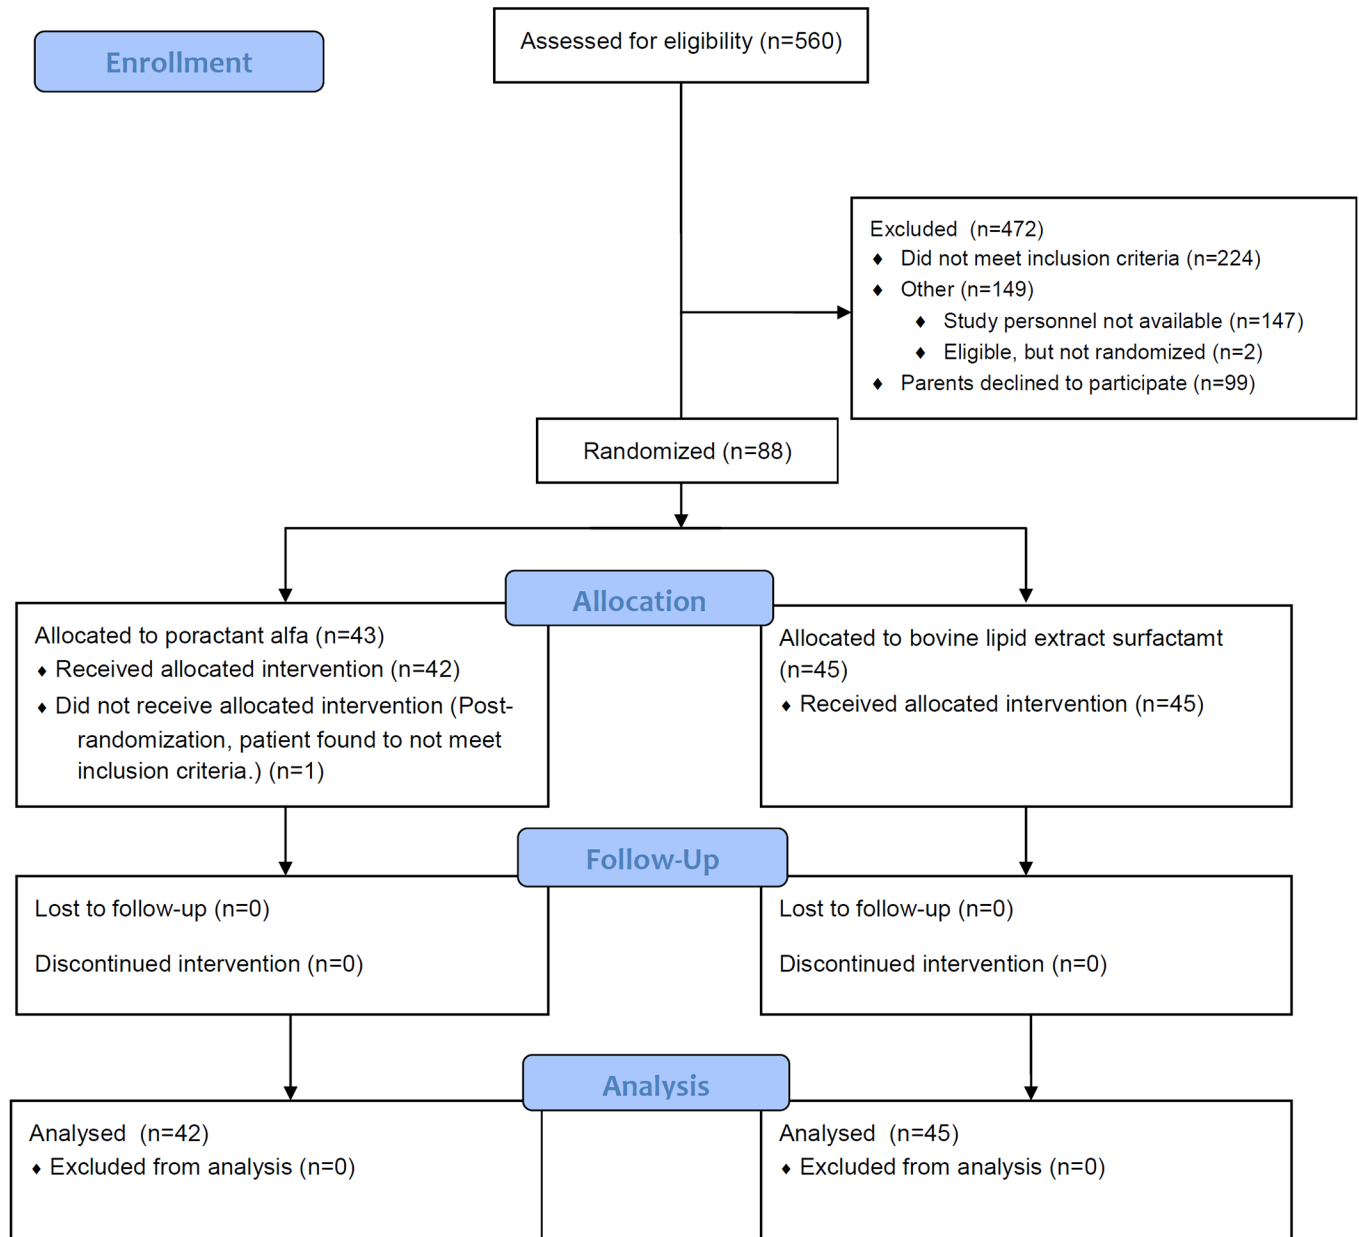 Enrollment
Assessed for eligibility (n=560)
Excluded (n=472)
♦ Did not meet inclusion criteria (n=224)
♦ Other (n=149)
♦ Study personnel not available (n=147)
♦ Eligible, but not randomized (n=2)
♦ Parents declined to participate (n=99)
Randomized (n=88)
Allocation
Allocated to poractant alfa (n=43)
♦ Received allocated intervention (n=42)
♦ Did not receive allocated intervention (Post-
randomization, patient found to not meet
inclusion criteria.) (n=1)
Allocated to bovine lipid extract surfactamt
(n=45)
♦ Received allocated intervention (n=45)
Follow-Up
Lost to follow-up (n=0)
Discontinued intervention (n=0)
Lost to follow-up (n=0)
Discontinued intervention (n=0)
Analysis
Analysed (n=42)
♦ Excluded from analysis (n=0)
Analysed (n=45)
♦ Excluded from analysis (n=0)